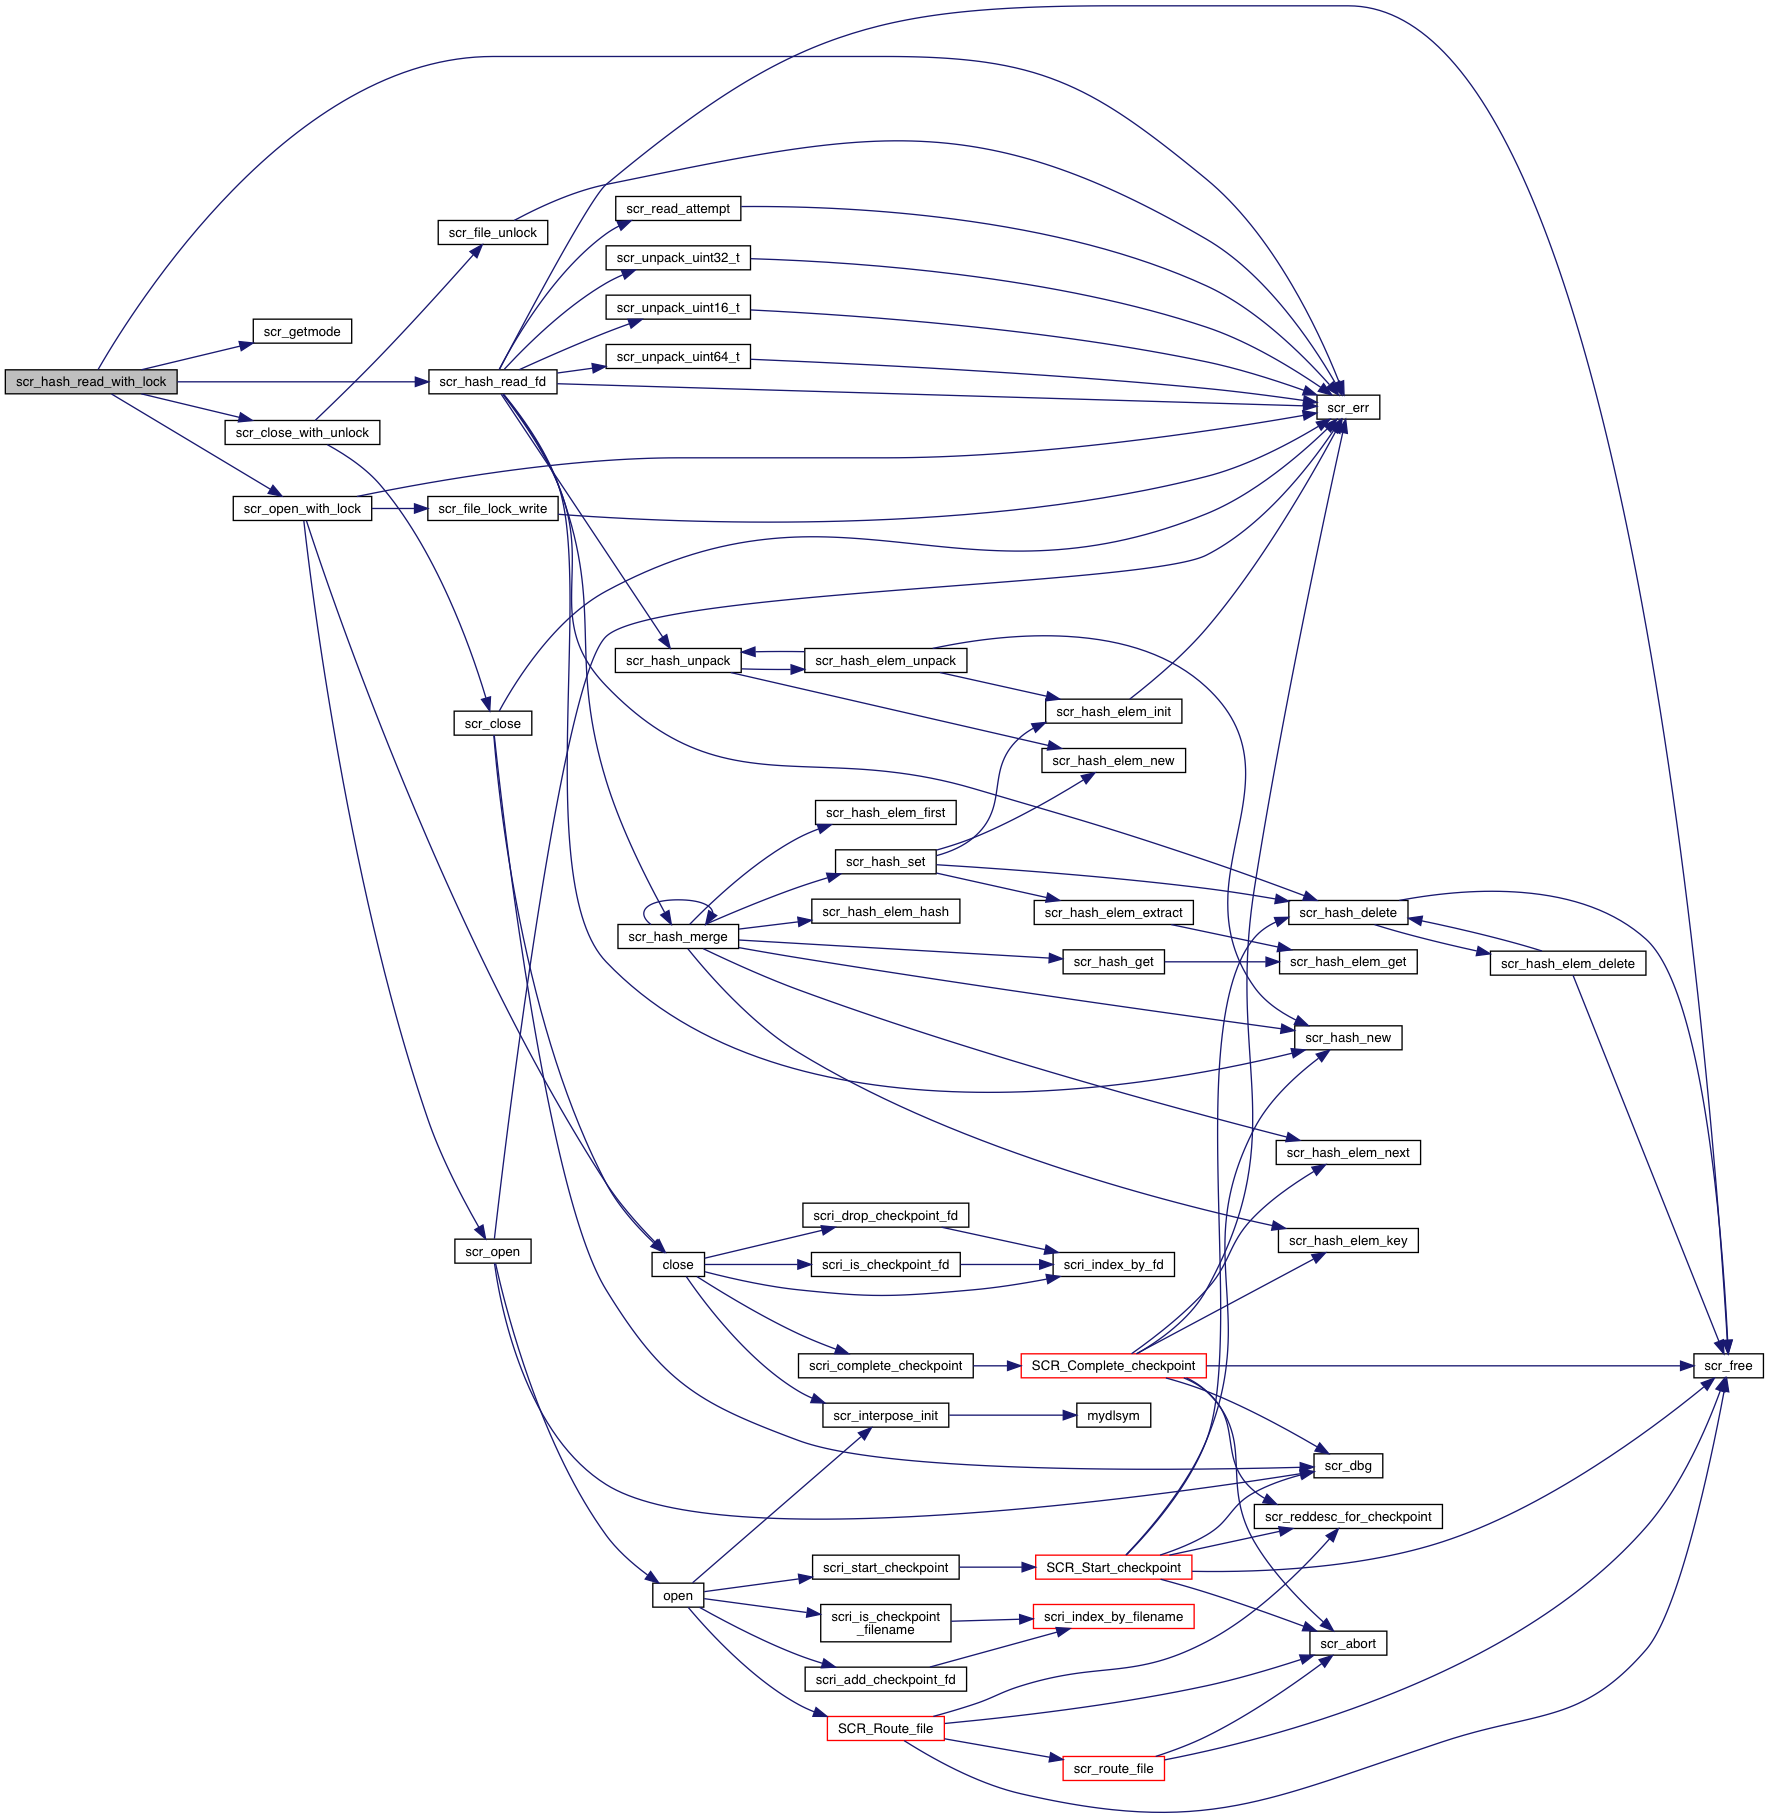 scr_read_attempt
scr_file_unlock
scr_unpack_uint32_t
scr_unpack_uint16_t
scr_getmode
scr_unpack_uint64_t
scr_hash_read_with_lock
scr_hash_read_fd
scr_err
scr_close_with_unlock
scr_open_with_lock
scr_file_lock_write
scr_hash_unpack
scr_hash_elem_unpack
scr_hash_elem_init
scr_close
scr_hash_elem_new
scr_hash_elem_first
scr_hash_set
scr_hash_elem_hash
scr_hash_elem_extract
scr_hash_delete
scr_hash_merge
scr_hash_get
scr_hash_elem_get
scr_hash_elem_delete
scr_hash_new
scr_hash_elem_next
scri_drop_checkpoint_fd
scr_hash_elem_key
scr_open
close
scri_is_checkpoint_fd
scri_index_by_fd
scri_complete_checkpoint
SCR_Complete_checkpoint
scr_free
scr_interpose_init
mydlsym
scr_dbg
scr_reddesc_for_checkpoint
scri_start_checkpoint
SCR_Start_checkpoint
open
scri_is_checkpoint
_filename
scri_index_by_filename
scr_abort
scri_add_checkpoint_fd
SCR_Route_file
scr_route_file